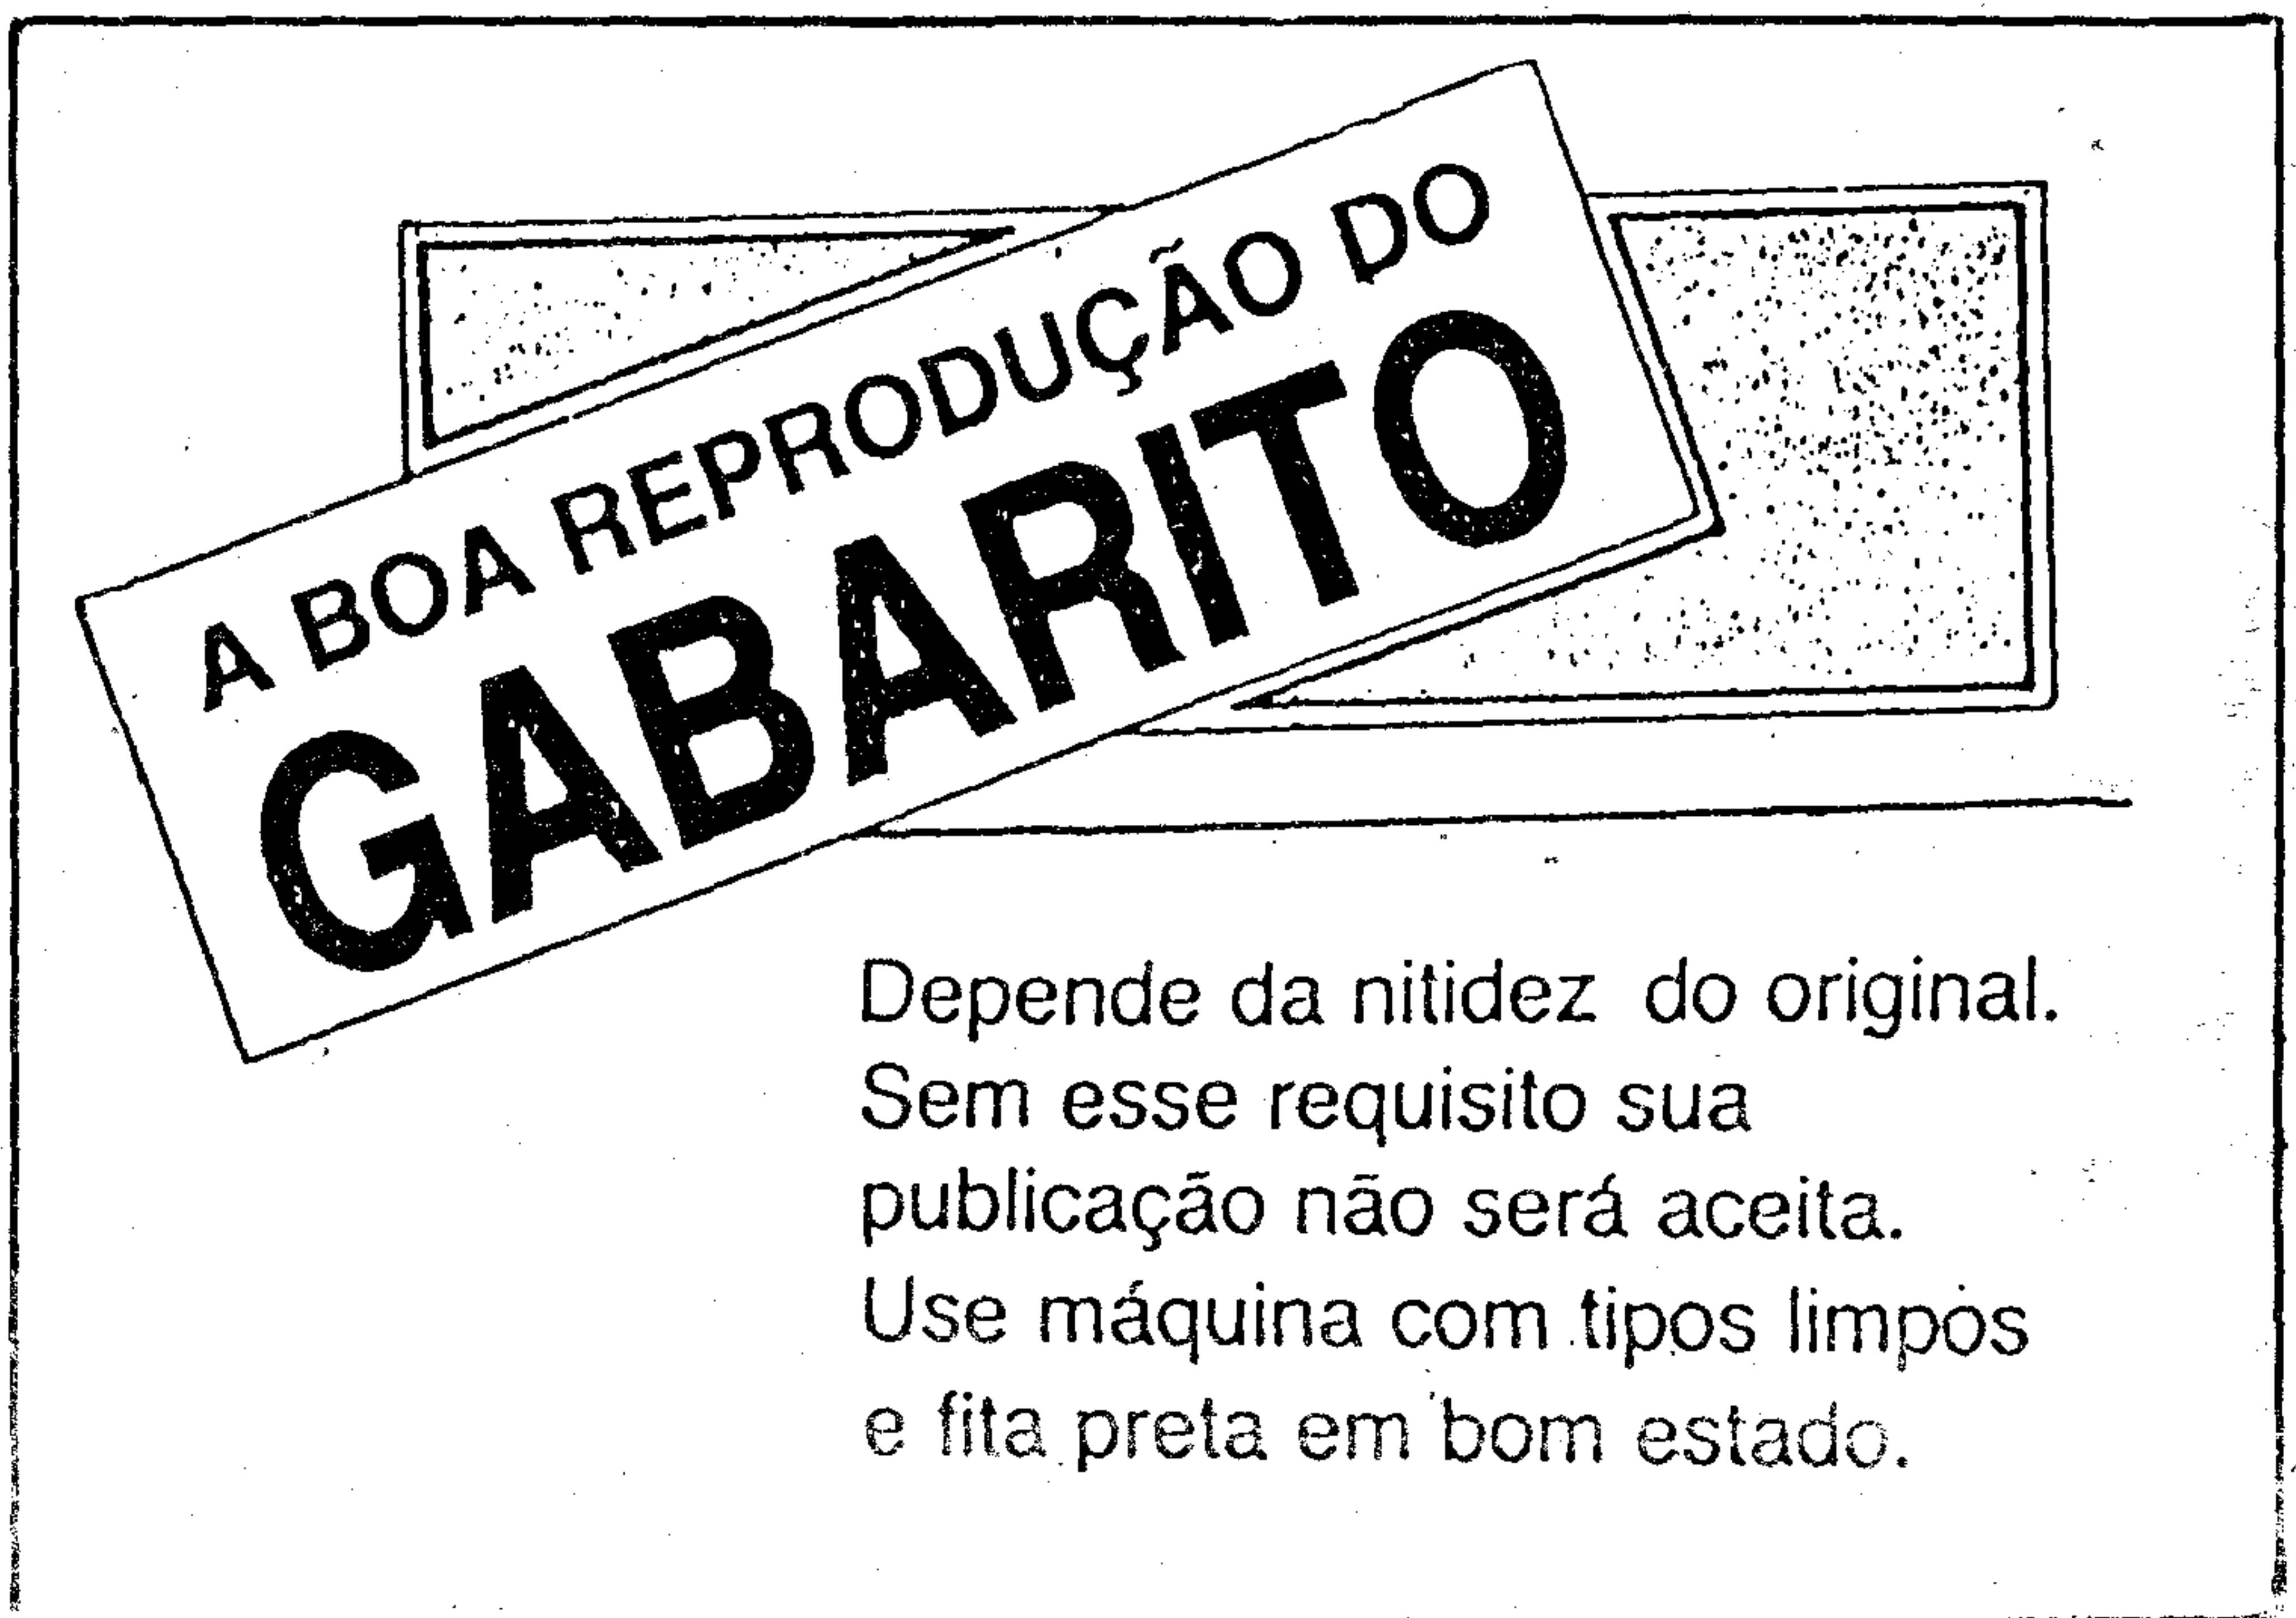 A BOA REPRODUÇÃO DO
GABARITO
Depende da nitidez do original.
Sem esse requisito sua
publicação não será aceita.
Use máquina com tipos limpos
e fita preta em bom estado.